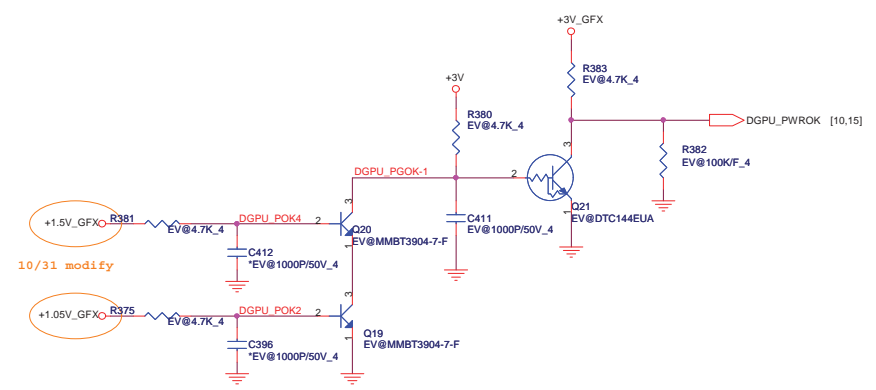 +3V_GFX
R383
EV@4.7K_4
+3V
R380
EV@4.7K_4
DGPU_PWROK [10,15]
3
R382
EV@100K/F_4
DGPU_PGOK-1
2
3
1
Q21
EV@DTC144EUA
C411
EV@1000P/50V_4
+1.5V_GFX
R381
EV@4.7K_4
DGPU_POK4
2
Q20
EV@MMBT3904-7-F
1
C412
*EV@1000P/50V_4
10/31 modify
3
+1.05V_GFX
R375
EV@4.7K_4
DGPU_POK2
2
Q19
EV@MMBT3904-7-F
1
C396
*EV@1000P/50V_4